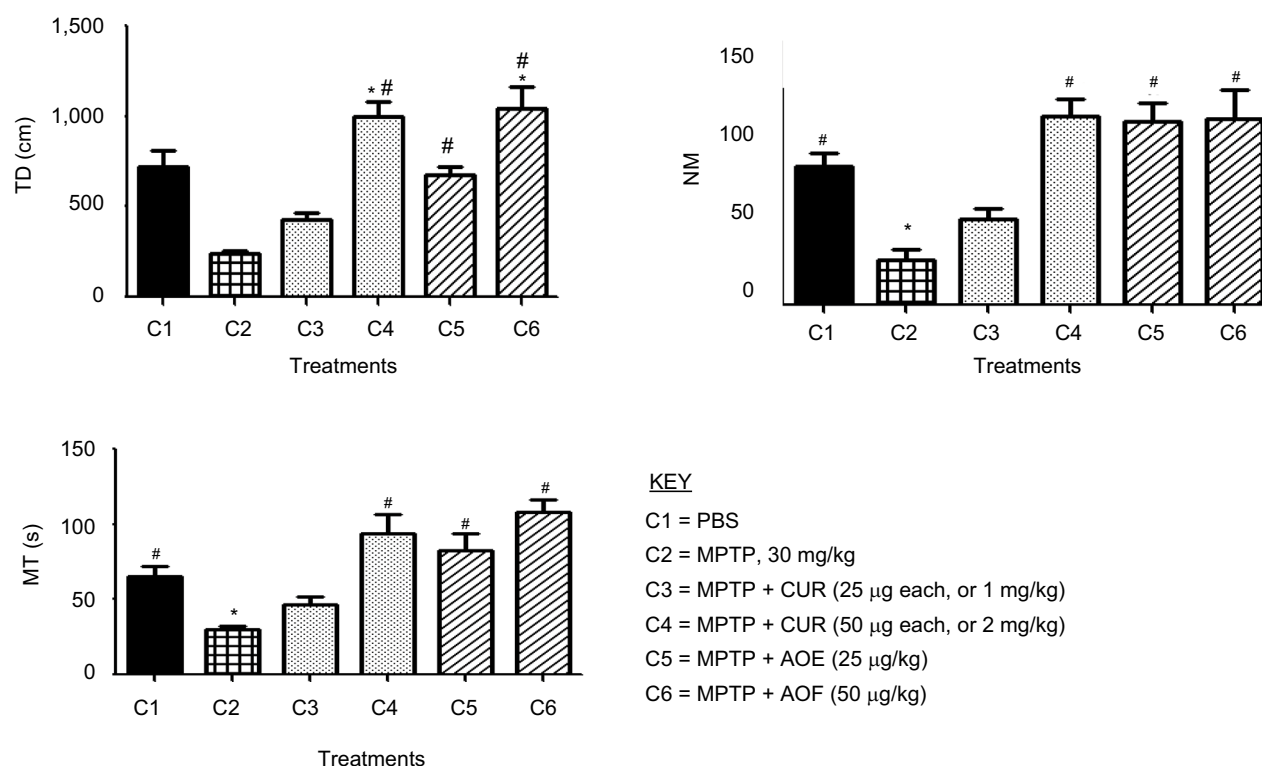 1,500
1,000
500
0
TD (cm)
* #
#
#
*
C1 C2 C3 C4 C5 C6
Treatments
150
100
50
0
NM
#
*
#
#
#
C1 C2 C3 C4 C5 C6
Treatments
150
100
50
0
MT (s)
#
*
#
#
#
C1 C2 C3 C4 C5 C6
Treatments
KEY
C1 = PBS
C2 = MPTP, 30 mg/kg
C3 = MPTP + CUR (25 μg each, or 1 mg/kg)
C4 = MPTP + CUR (50 μg each, or 2 mg/kg)
C5 = MPTP + AOE (25 μg/kg)
C6 = MPTP + AOF (50 μg/kg)